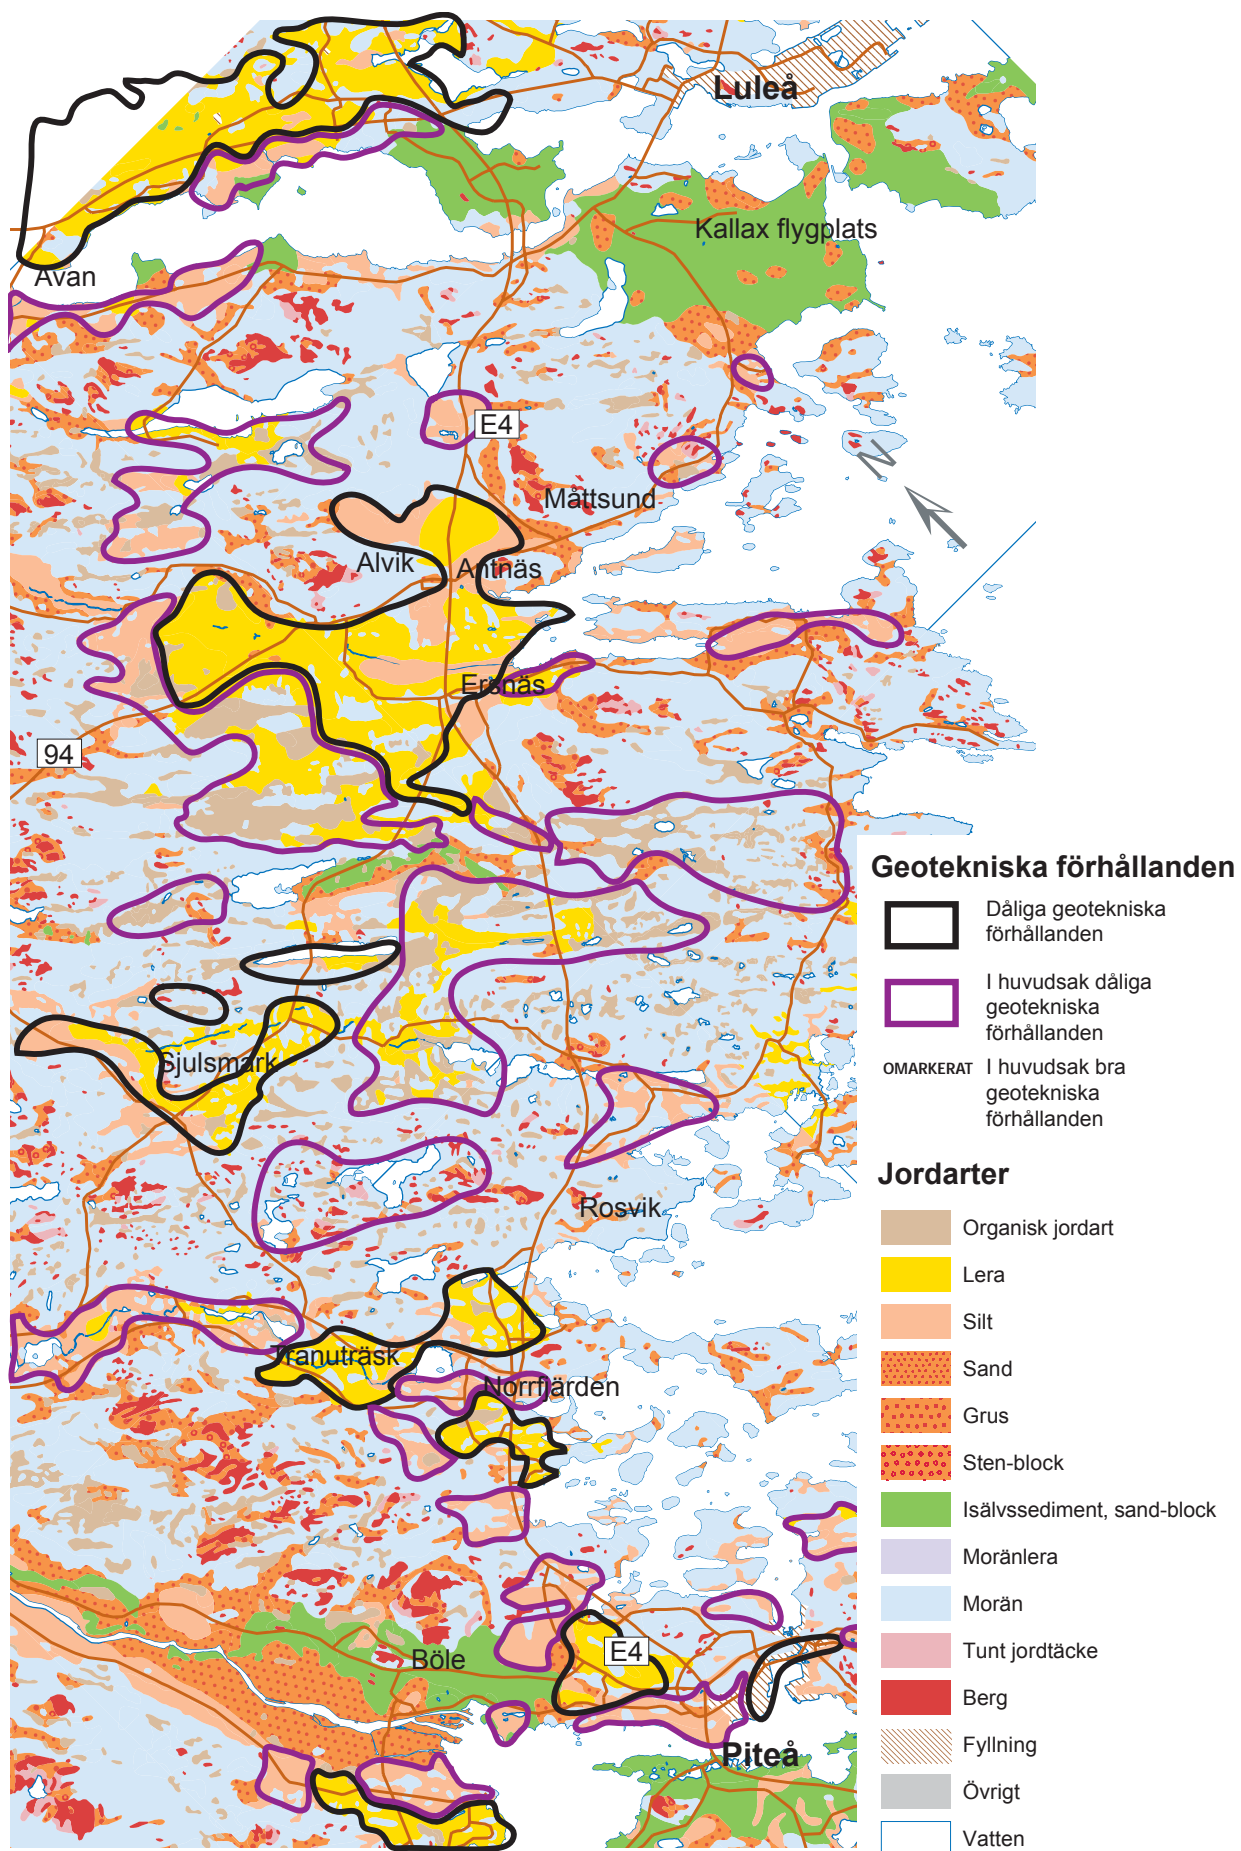 Luleå
Kallax flygplats
Avan
E4
N
Måttsund
Alvik
Antnäs
Ersnäs
94
Geotekniska förhållanden
Dåliga geotekniska
förhållanden
I huvudsak dåliga
geotekniska
förhållanden
OMARKERAT I huvudsak bra
geotekniska
förhållanden
Sjulsmark
Jordarter
Rosvik
Organisk jordart
Lera
Silt
Tranuträsk
Sand
Norrfjärden
Grus
Sten-block
Isälvssediment, sand-block
Moränlera
Morän
Tunt jordtäcke
E4
Böle
Berg
Fyllning
Piteå
Övrigt
Vatten